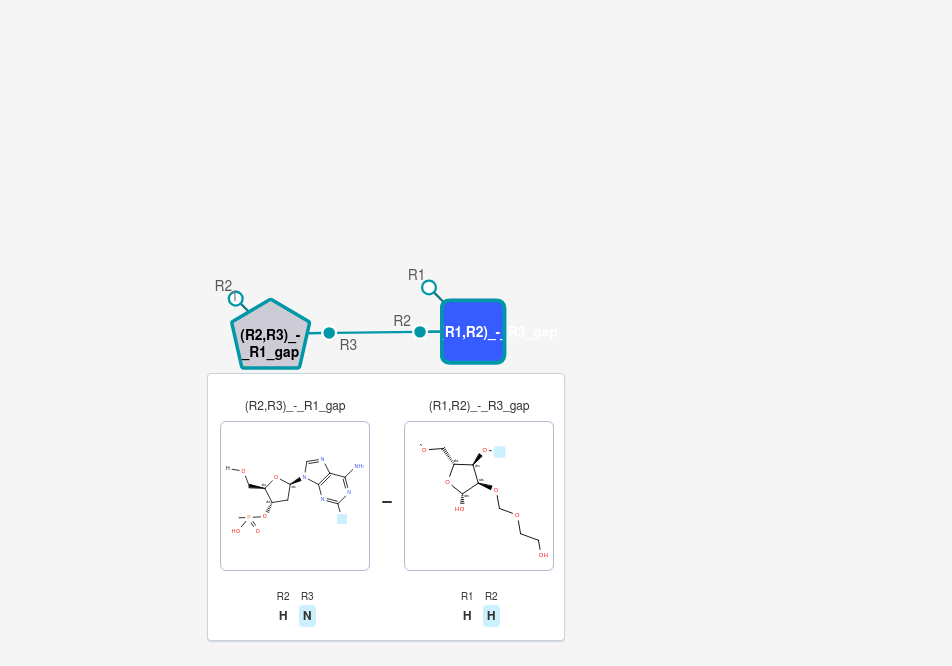 R1
R2
R2
R3
(R2,R3)_-
_R1_gap
R1,R2)_-_R3_gap
(R2,R3)_-_R1_gap
(R1,R2)_-_R3_gap
H
O
O
N
N
NH₂
N
N
N
O
P
HO
O
O
O
O
O
HO
O
OH
R2 R3
H N
R1 R2
H H